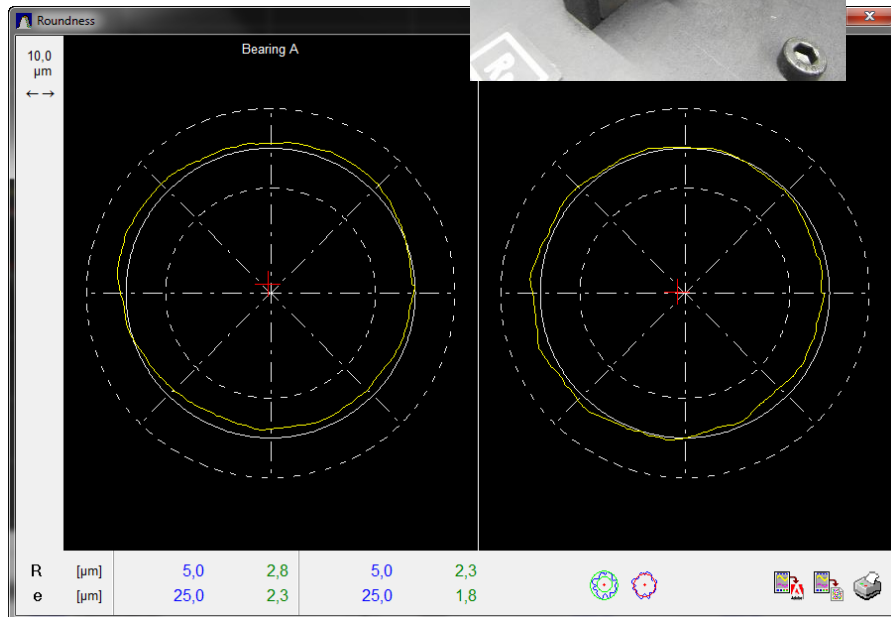 Roundness
Bearing A
10,0
µm
R [µm] 5,0 2,8 5,0 2,3
e [µm] 25,0 2,3 25,0 1,8
Adobe